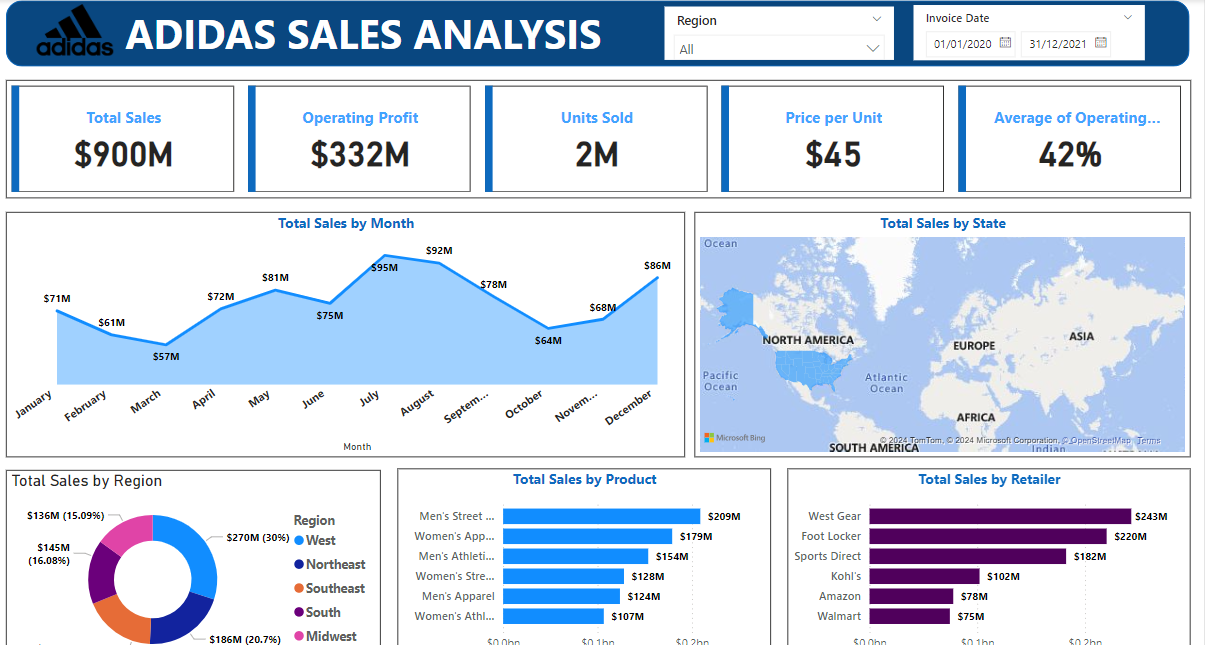 adidas
ADIDAS SALES ANALYSIS
Region
All
Invoice Date
01/01/2020
31/12/2021
Total Sales
$900M
Operating Profit
$332M
Units Sold
2M
Price per Unit
$45
Average of Operating...
42%
Total Sales by Month
$71M
$61M
$57M
$72M
$81M
$75M
$95M
$92M
$78M
$64M
$68M
$86M
January
February
March
April
May
June
July
August
Septem...
October
Novem...
December
Month
Total Sales by State
Ocean
NORTH AMERICA
EUROPE
ASIA
Pacific
Ocean
Atlantic
Ocean
AFRICA
SOUTH AMERICA
Indian
Microsoft Bing
© 2024 TomTom, © 2024 Microsoft Corporation, © OpenStreetMap Terms
Total Sales by Region
$136M (15.09%)
$145M
(16.08%)
$270M (30%)
$186M (20.7%)
Region
West
Northeast
Southeast
South
Midwest
Total Sales by Product
Men's Street ... $209M
Women's App... $179M
Men's Athleti... $154M
Women's Stre... $128M
Men's Apparel $124M
Women's Athl... $107M
$0.0bn $0.1bn $0.2bn
Total Sales by Retailer
West Gear $243M
Foot Locker $220M
Sports Direct $182M
Kohl's $102M
Amazon $78M
Walmart $75M
$0.0bn $0.1bn $0.2bn